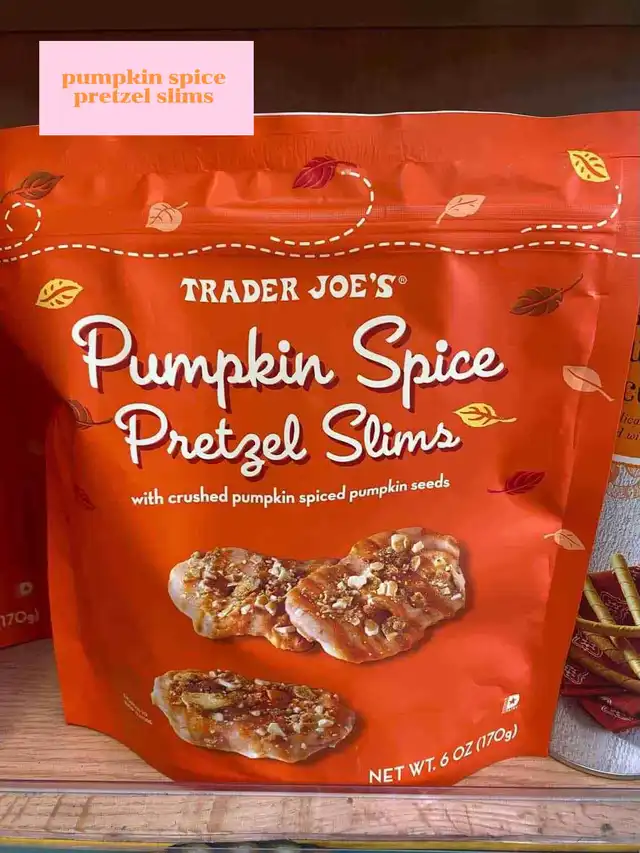 pumpkin spice
pretzel slims
TRADER JOE'S®
Pumpkin Spice
Pretzel Slims
with crushed pumpkin spiced pumpkin seeds
NET WT. 6 OZ (170g)
170g)